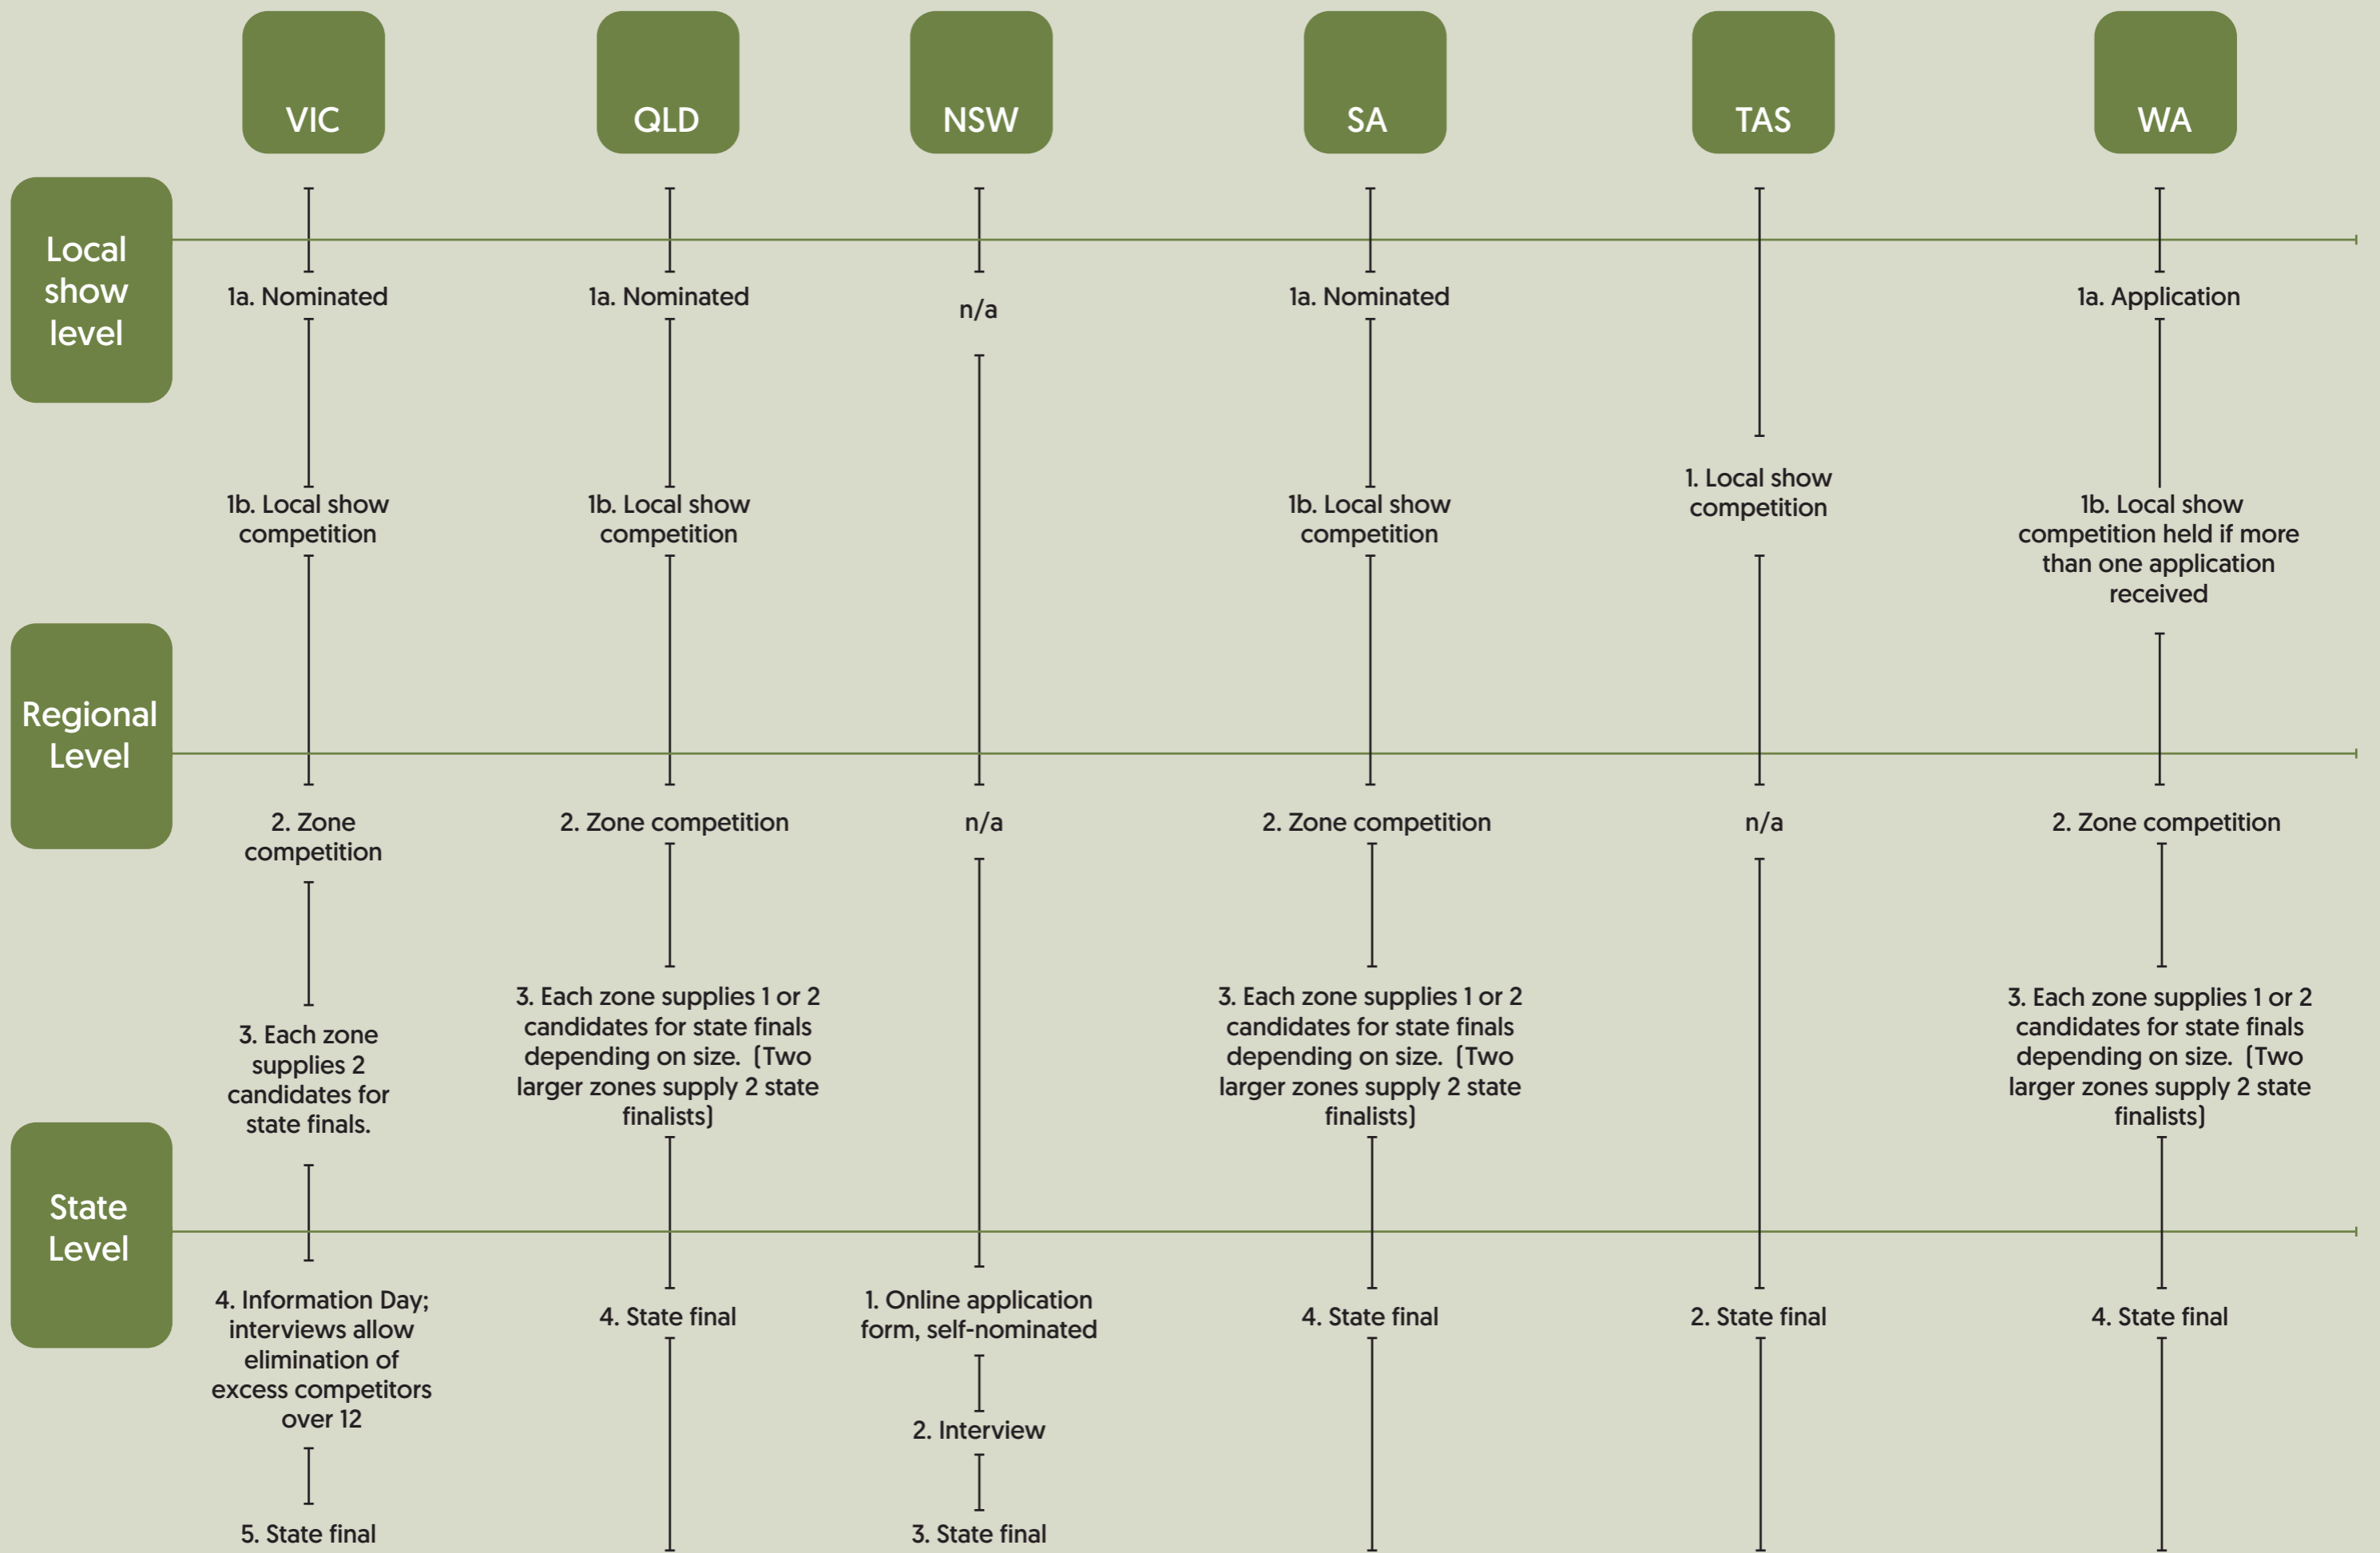 VIC
QLD
NSW
SA
TAS
WA
Local
show
level
1a. Nominated
1a. Nominated
n/a
1a. Nominated
1a. Application
1b. Local show
competition
1b. Local show
competition
1b. Local show
competition
1. Local show
competition
1b. Local show
competition held if more
than one application
received
Regional
Level
2. Zone
competition
2. Zone competition
n/a
2. Zone competition
n/a
2. Zone competition
3. Each zone
supplies 2
candidates for
state finals.
3. Each zone supplies 1 or 2
candidates for state finals
depending on size.  (Two
larger zones supply 2 state
finalists)
3. Each zone supplies 1 or 2
candidates for state finals
depending on size.  (Two
larger zones supply 2 state
finalists)
3. Each zone supplies 1 or 2
candidates for state finals
depending on size.  (Two
larger zones supply 2 state
finalists)
State
Level
4. Information Day;
interviews allow
elimination of
excess competitors
over 12
4. State final
1. Online application
form, self-nominated
4. State final
2. State final
4. State final
2. Interview
5. State final
3. State final